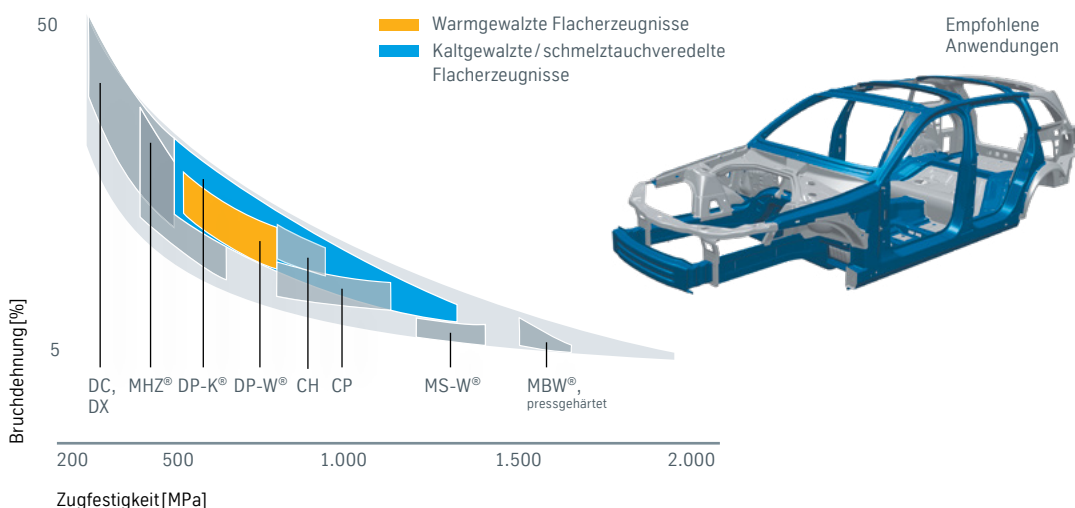 50
Warmgewalzte Flacherzeugnisse
Kaltgewalzte/schmelztauchveredelte
Flacherzeugnisse
Empfohlene
Anwendungen
Bruchdehnung [%]
5
DC,
DX
MHZ®
DP-K®
DP-W®
CH
CP
MS-W®
MBW®,
pressgehärtet
200
500
1.000
1.500
2.000
Zugfestigkeit [MPa]